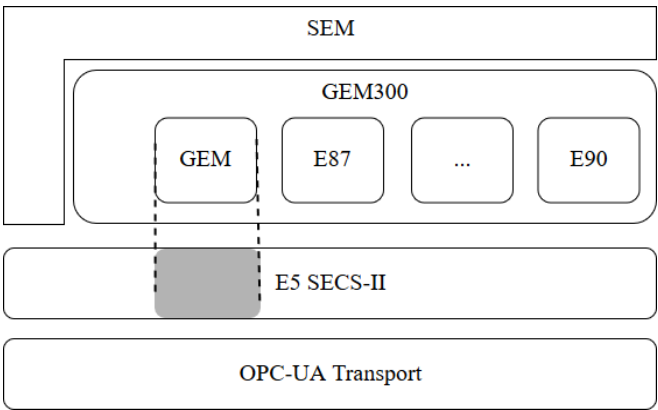 SEM
GEM300
GEM
E87
...
E90
E5 SECS-II
OPC-UA Transport